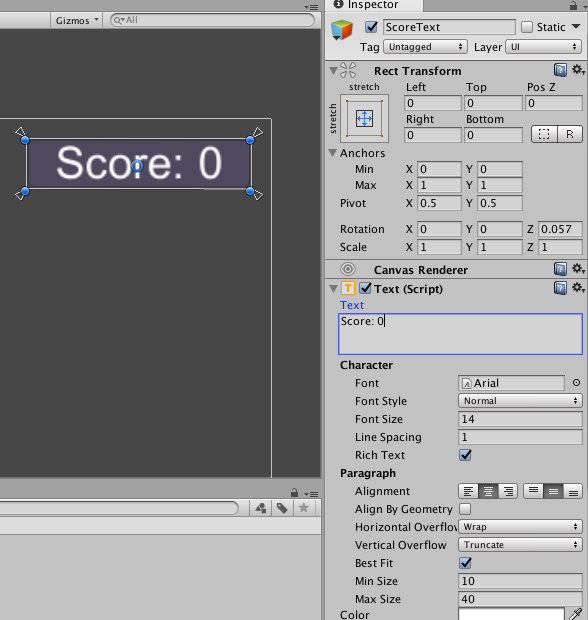 Inspector
Gizmos
All
ScoreText
Static
Tag Untagged Layer UI
Rect Transform
stretch Left Top Pos Z
stretch
0 0 0
Right Bottom
0 0 R
Anchors
Min X 0 Y 0
Max X 1 Y 1
Pivot X 0.5 Y 0.5
Rotation X 0 Y 0 Z 0.057
Scale X 1 Y 1 Z 1
Score: 0
Canvas Renderer
T Text (Script)
Text
Score: 0
Character
Font A Arial
Font Style Normal
Font Size 14
Line Spacing 1
Rich Text
Paragraph
Alignment
Align By Geometry
Horizontal Overflow Wrap
Vertical Overflow Truncate
Best Fit
Min Size 10
Max Size 40
Color